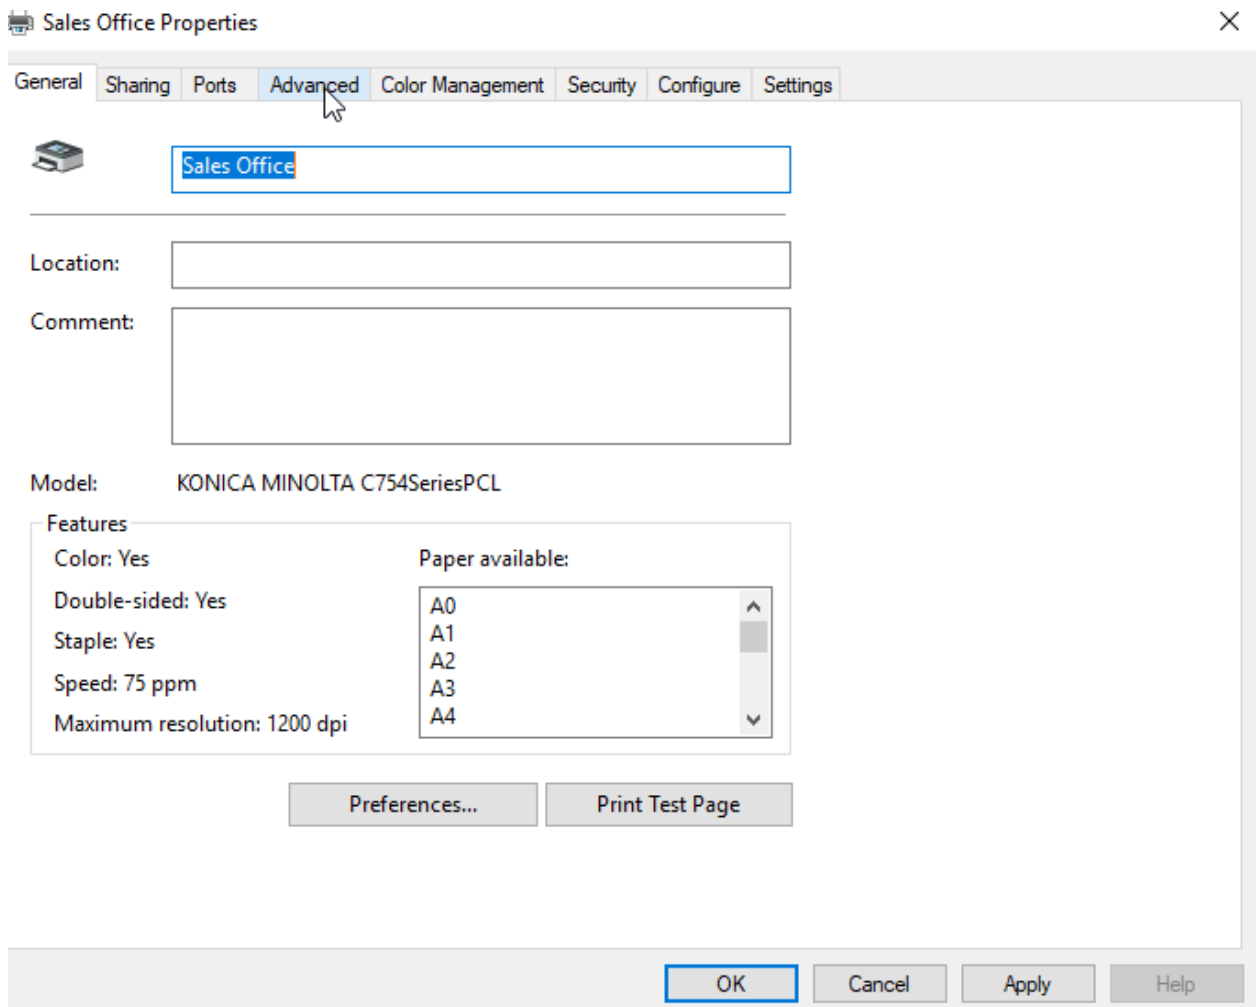 Sales Office Properties
General Sharing Ports Advanced Color Management Security Configure Settings
Sales Office
Location:
Comment:
Model: KONICA MINOLTA C754SeriesPCL
Features
Color: Yes Paper available:
Double-sided: Yes A0
Staple: Yes A1
Speed: 75 ppm A2
Maximum resolution: 1200 dpi A3
A4
Preferences... Print Test Page
OK Cancel Apply Help